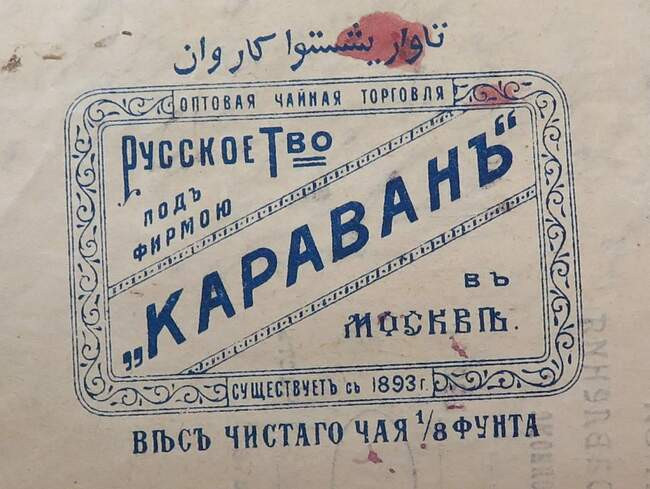 تاواریشستوا کاروان
ОПТОВАЯ ЧАЙНАЯ ТОРГОВЛЯ
РУССКОЕ ТВО
ПОДЪ
ФИРМОЮ
„КАРАВАНЪ“
ВЪ
МОСКВѢ.
СУЩЕСТВУЕТЪ СЪ 1893 Г.
ВѢСЪ ЧИСТАГО ЧАЯ 1/8 ФУНТА